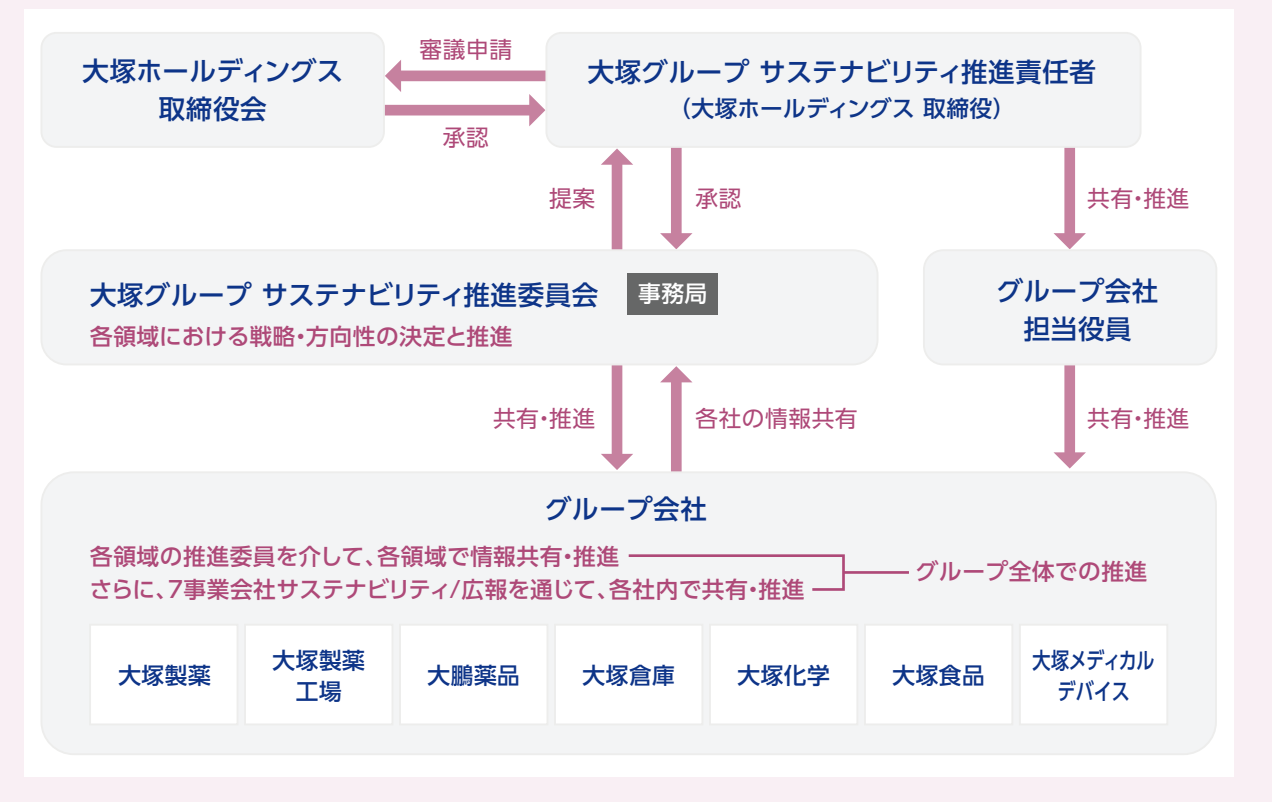 大塚ホールディングス
取締役会
審議申請
承認
大塚グループ サステナビリティ推進責任者
（大塚ホールディングス 取締役）
提案
承認
共有・推進
大塚グループ サステナビリティ推進委員会
事務局
各領域における戦略・方向性の決定と推進
グループ会社
担当役員
共有・推進
各社の情報共有
共有・推進
グループ会社
各領域の推進委員を介して、各領域で情報共有・推進
さらに、7事業会社サステナビリティ/広報を通じて、各社内で共有・推進
グループ全体での推進
大塚製薬
大塚製薬
工場
大鵬薬品
大塚倉庫
大塚化学
大塚食品
大塚メディカル
デバイス